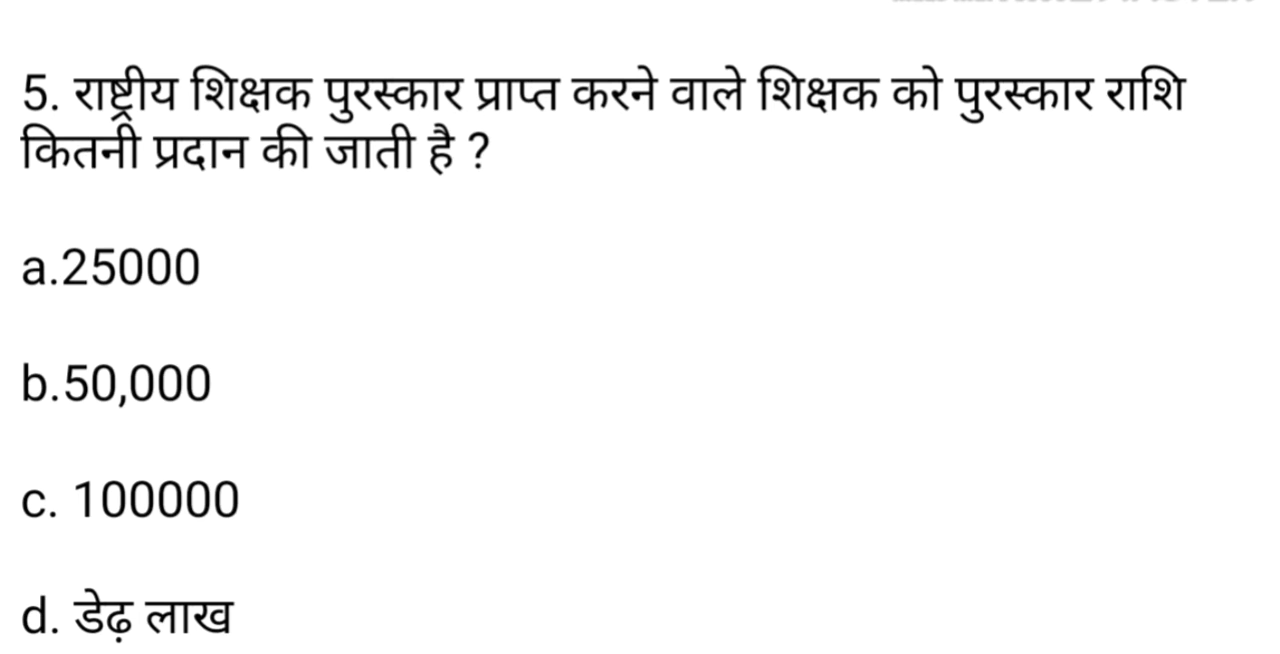 5. राष्ट्रीय शिक्षक पुरस्कार प्राप्त करने वाले शिक्षक को पुरस्कार राशि
कितनी प्रदान की जाती है ?
a.25000
b.50,000
c. 100000
d. डेढ़ लाख